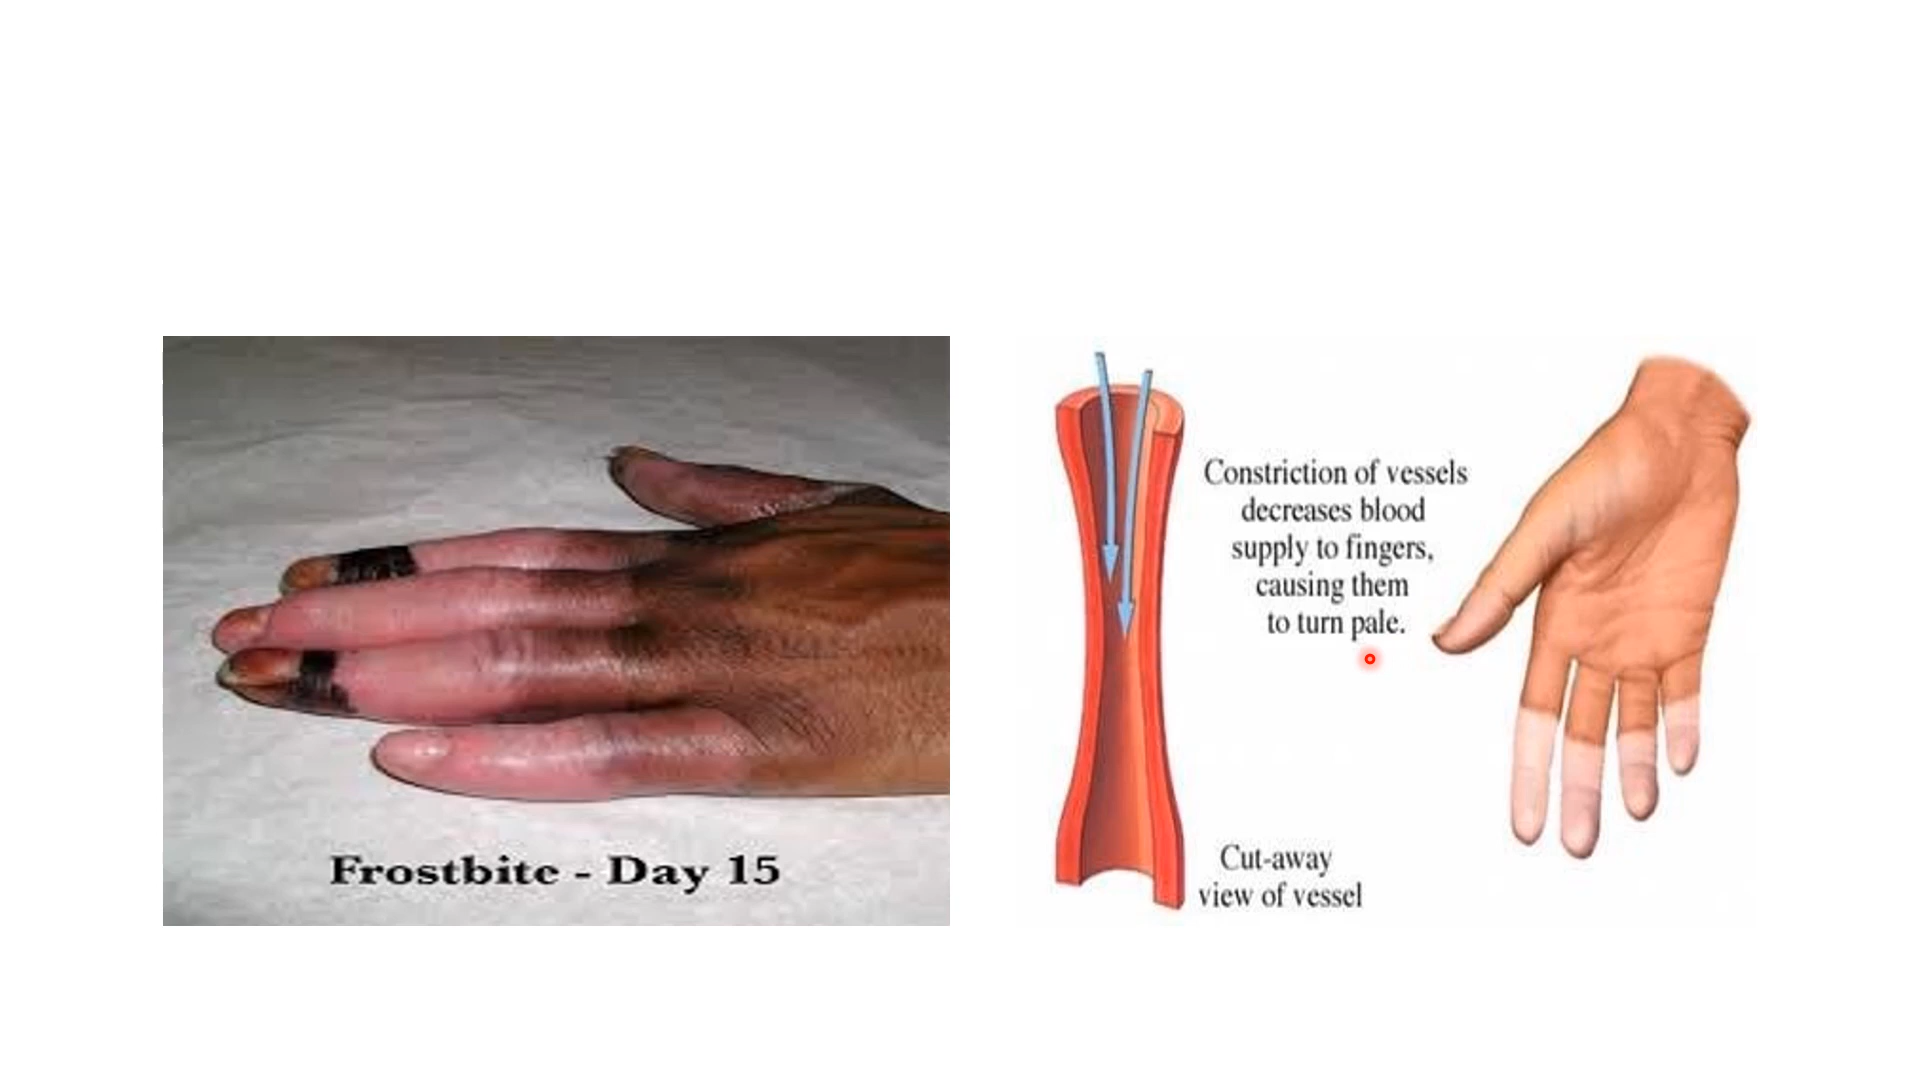 Frostbite - Day 15
Constriction of vessels
decreases blood
supply to fingers,
causing them
to turn pale.
Cut-away
view of vessel